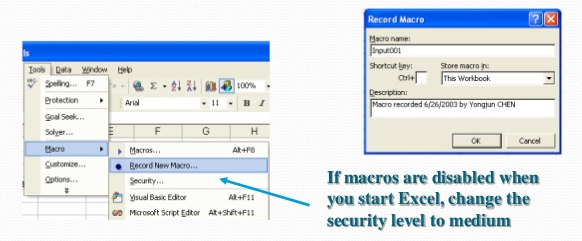 ls
Tools Data Window Help
Spelling... F7
Protection
Goal Seek...
Solver...
Macro
Customize...
Options...
100%
Arial 11 B I
E F G H
Macros... Alt+F8
Record New Macro...
Security...
Visual Basic Editor Alt+F11
Microsoft Script Editor Alt+Shift+F11
Record Macro
Macro name:
Input001
Shortcut key:
Ctrl+
Store macro in:
This Workbook
Description:
Macro recorded 6/26/2003 by Yongjun CHEN
OK Cancel
If macros are disabled when
you start Excel, change the
security level to medium